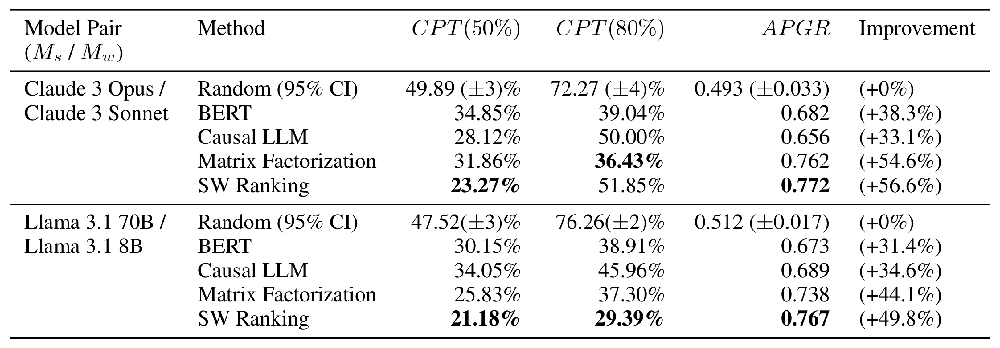 Model Pair Method CPT(50%) CPT(80%) APGR Improvement
(Ms / Mw)
Claude 3 Opus / Random (95% CI) 49.89 (±3)% 72.27 (±4)% 0.493 (±0.033) (+0%)
Claude 3 Sonnet BERT 34.85% 39.04% 0.682 (+38.3%)
Causal LLM 28.12% 50.00% 0.656 (+33.1%)
Matrix Factorization 31.86% 36.43% 0.762 (+54.6%)
SW Ranking 23.27% 51.85% 0.772 (+56.6%)
Llama 3.1 70B / Random (95% CI) 47.52(±3)% 76.26(±2)% 0.512 (±0.017) (+0%)
Llama 3.1 8B BERT 30.15% 38.91% 0.673 (+31.4%)
Causal LLM 34.05% 45.96% 0.689 (+34.6%)
Matrix Factorization 25.83% 37.30% 0.738 (+44.1%)
SW Ranking 21.18% 29.39% 0.767 (+49.8%)